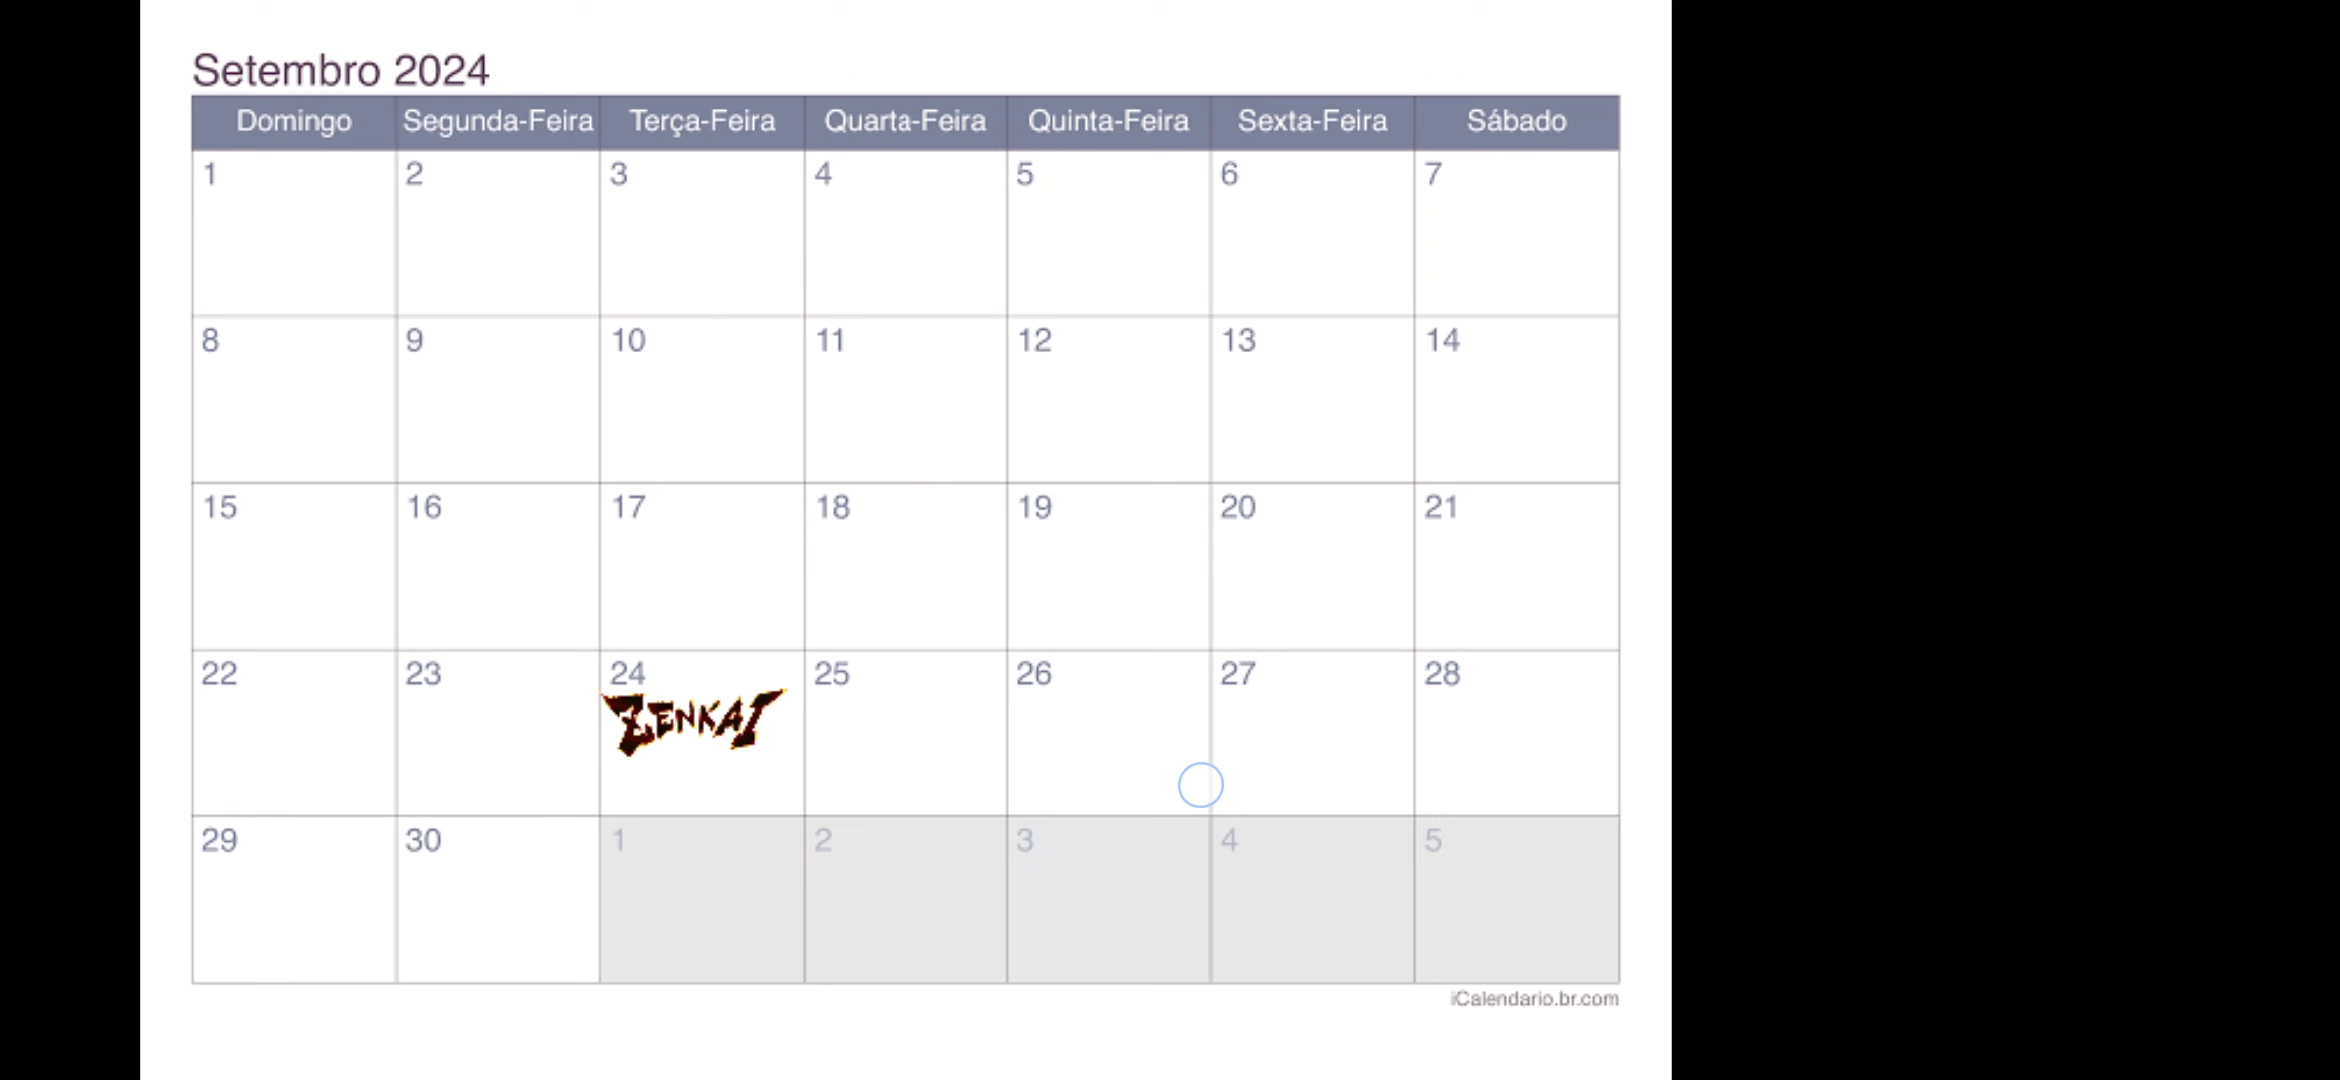 Setembro 2024
Domingo Segunda-Feira Terça-Feira Quarta-Feira Quinta-Feira Sexta-Feira Sábado
1 2 3 4 5 6 7
8 9 10 11 12 13 14
15 16 17 18 19 20 21
22 23 24 25 26 27 28
ZENKAI
29 30 1 2 3 4 5
iCalendario.br.com